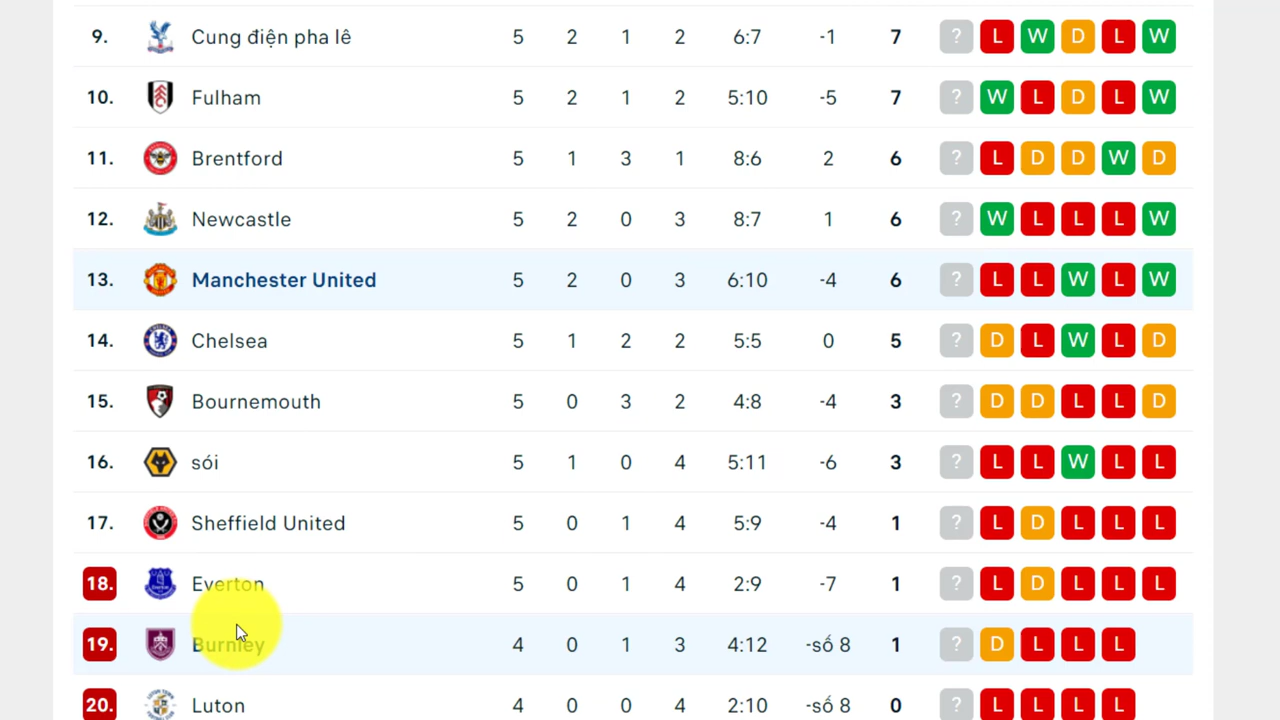 9. Cung điện pha lê 5 2 1 2 6:7 -1 7 ? L W D L W
10. Fulham 5 2 1 2 5:10 -5 7 ? W L D L W
11. Brentford 5 1 3 1 8:6 2 6 ? L D D W D
12. Newcastle 5 2 0 3 8:7 1 6 ? W L L L W
13. Manchester United 5 2 0 3 6:10 -4 6 ? L L W L W
14. Chelsea 5 1 2 2 5:5 0 5 ? D L W L D
15. Bournemouth 5 0 3 2 4:8 -4 3 ? D D L L D
16. sói 5 1 0 4 5:11 -6 3 ? L L W L L
17. Sheffield United 5 0 1 4 5:9 -4 1 ? L D L L L
18. Everton 5 0 1 4 2:9 -7 1 ? L D L L L
19. Burnley 4 0 1 3 4:12 -số 8 1 ? D L L L
20. Luton 4 0 0 4 2:10 -số 8 0 ? L L L L